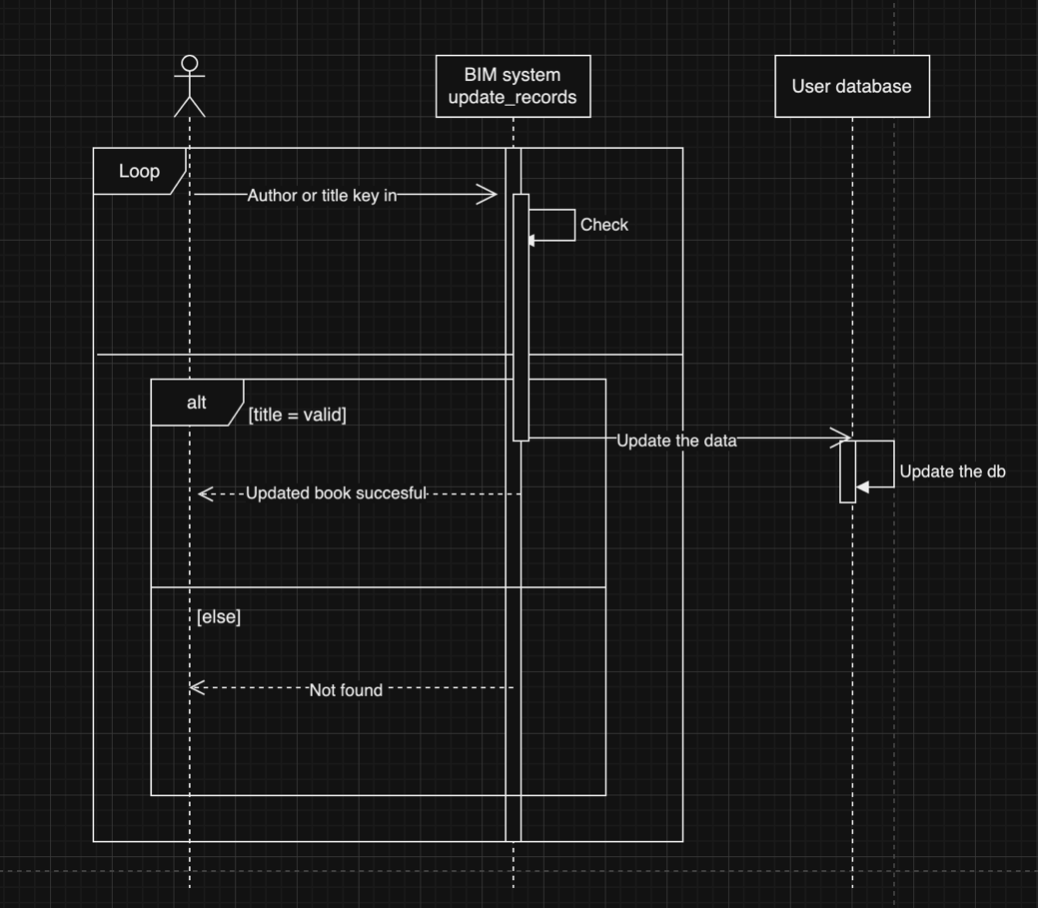 BIM system
update_records
User database
Loop
Author or title key in
Check
alt
[title = valid]
Update the data
Update the db
Updated book succesful
[else]
Not found